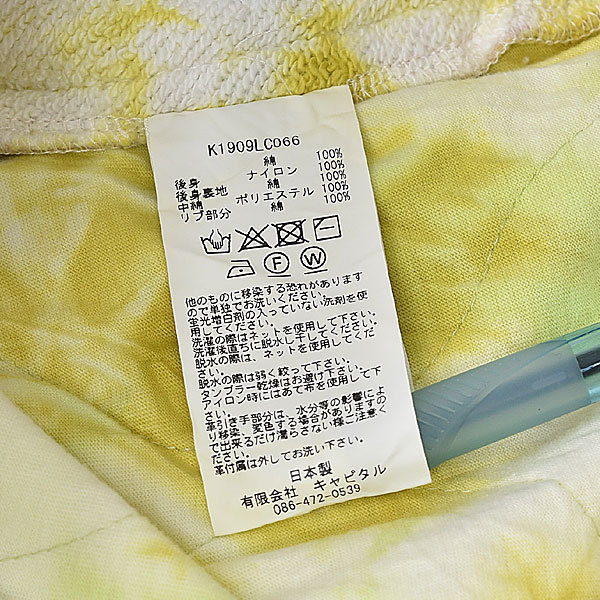 K1909LC066
綿 100%
後身 ナイロン 100%
後身裏地 綿 100%
中綿 ポリエステル 100%
リブ部分 綿 100%
F W
他のものに移染する恐れがあります
ので単独でお洗いください。
蛍光増白剤の入っていない洗剤を使
用してください。
洗濯の際はネットを使用して下さい。
洗濯後直ちに脱水し干してください。
脱水の際は、ネットを使用してくだ
さい。
脱水の際は弱く絞って下さい。
タンブラー乾燥はお避け下さい。
アイロン時にはあて布を使用して下
さい。
革引き手部分は、水分等の影響によ
り移染、変色する場合がありますの
で出来るだけ濡らさない様ご注意く
ださい。
革付属は外してお洗い下さい。
日本製
有限会社 キャピタル
086-472-0539